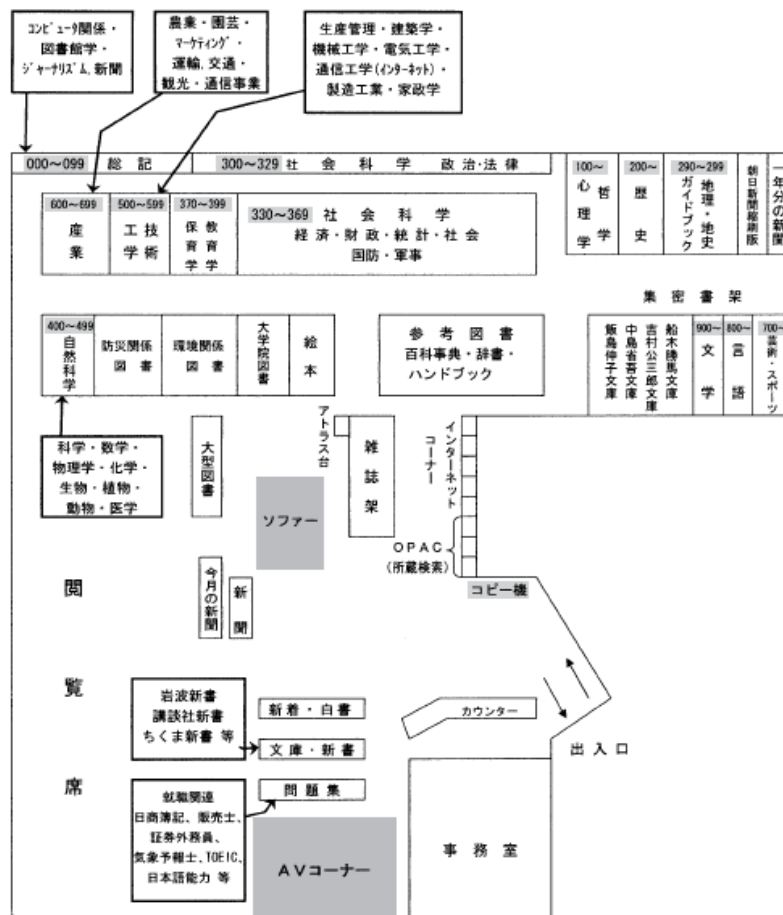 コンピュータ関係・
図書館学・
ジャーナリズム,新聞
農業・園芸・
マーケティング・
運輸,交通・
観光・通信事業
生産管理・建築学・
機械工学・電気工学・
通信工学(インターネット)・
製造工業・家政学
000～099 総記
300～329 社会科学 政治・法律
100～
哲学
心理学
200～
歴史
290～299
地理・地史
ガイドブック
朝日新聞縮刷版
一年分の新聞
600～699
産業
500～599
技術
工学
370～399
教育学
保育学
330～369 社会科学
経済・財政・統計・社会
国防・軍事
集密書架
400～499
自然科学
防災関係
図書
環境関係
図書
大学院図書
絵本
参考図書
百科事典・辞書・
ハンドブック
船木勝馬文庫
吉村公三郎文庫
中島省吾文庫
飯島伸子文庫
900～
文学
800～
言語
700～
芸術・スポーツ
科学・数学・
物理学・化学・
生物・植物・
動物・医学
大型図書
アトラス台
雑誌架
インターネット
コーナー
ソファー
OPAC
(所蔵検索)
コピー機
今月の新聞
新聞
閲覧席
岩波新書
講談社新書
ちくま新書 等
新着・白書
文庫・新書
カウンター
出入口
就職関連
日商簿記、販売士、
証券外務員、
気象予報士、TOEIC、
日本語能力 等
問題集
AVコーナー
事務室